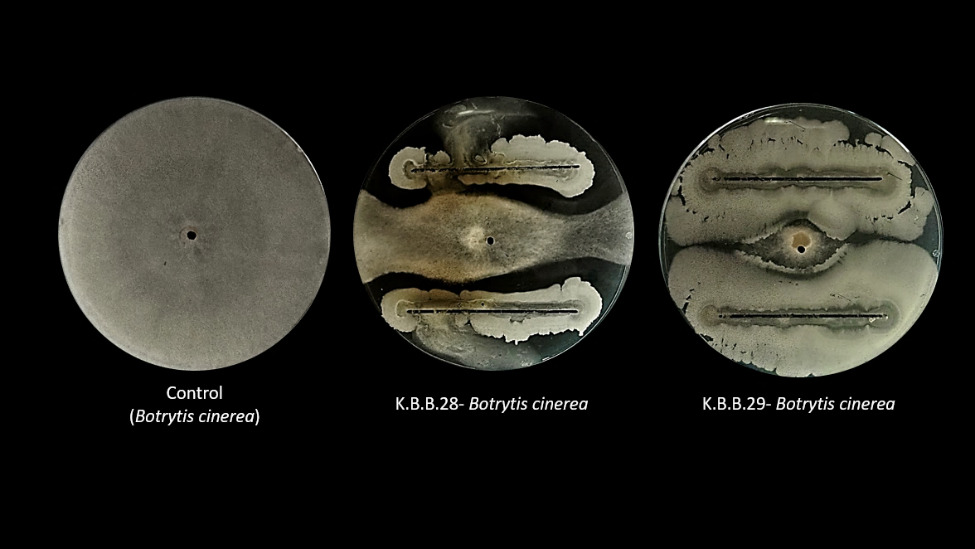 Control
(Botrytis cinerea)
K.B.B.28- Botrytis cinerea
K.B.B.29- Botrytis cinerea